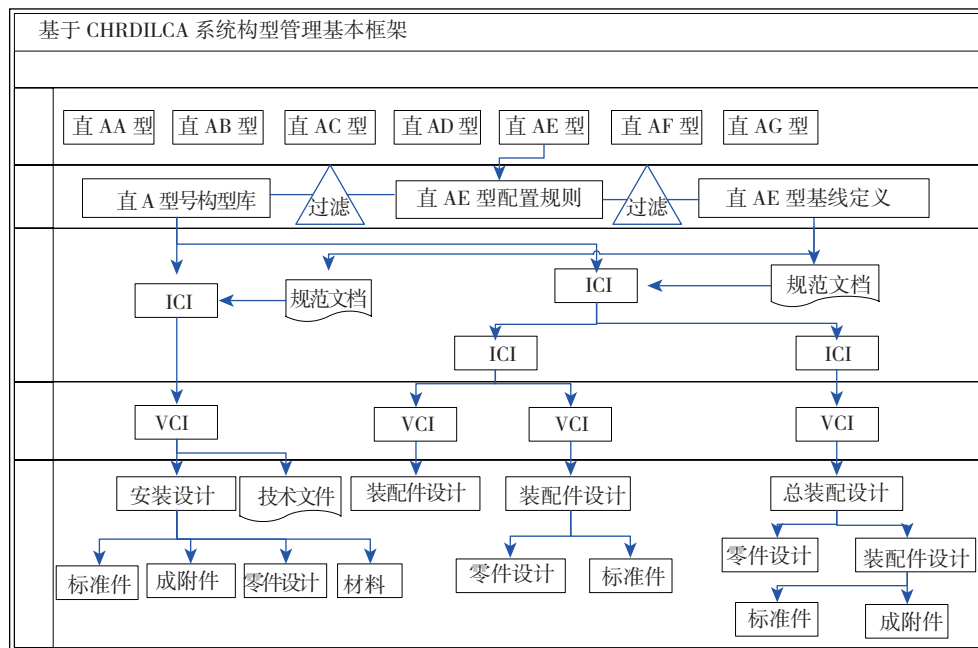 基于 CHRDILCA 系统构型管理基本框架
直 AA 型
直 AB 型
直 AC 型
直 AD 型
直 AE 型
直 AF 型
直 AG 型
直 A 型号构型库
过滤
直 AE 型配置规则
过滤
直 AE 型基线定义
ICI
规范文档
ICI
规范文档
ICI
ICI
VCI
VCI
VCI
VCI
安装设计
技术文件
装配件设计
装配件设计
总装配设计
标准件
成附件
零件设计
材料
零件设计
标准件
零件设计
装配件设计
标准件
成附件